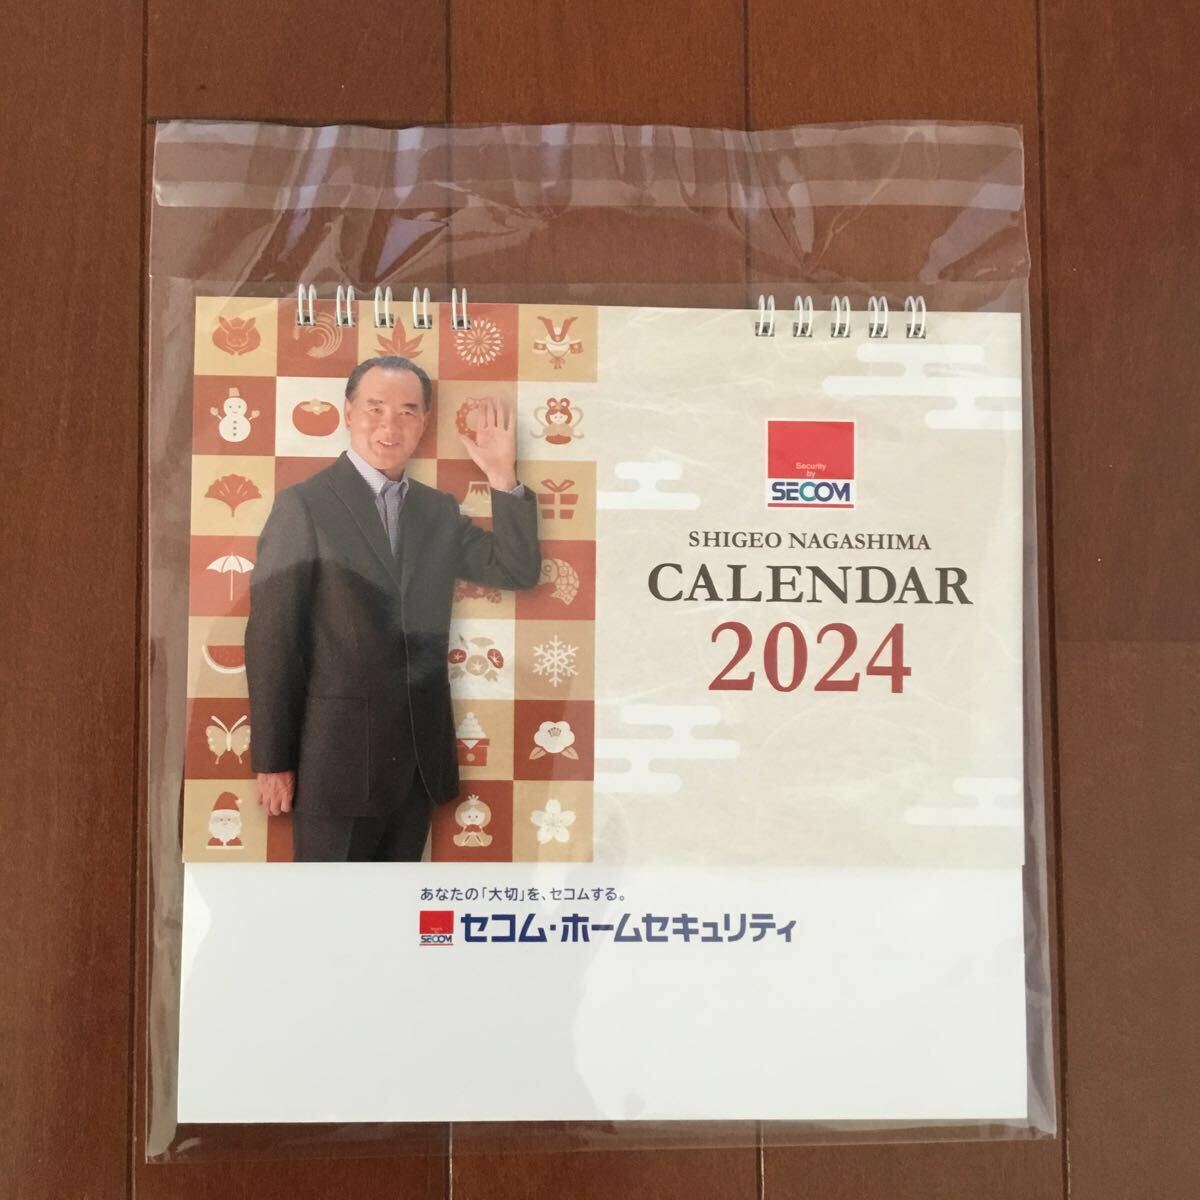 Security
by
SECOM
SHIGEO NAGASHIMA
CALENDAR
2024
あなたの「大切」を、セコムする。
SECOM セコム・ホームセキュリティ